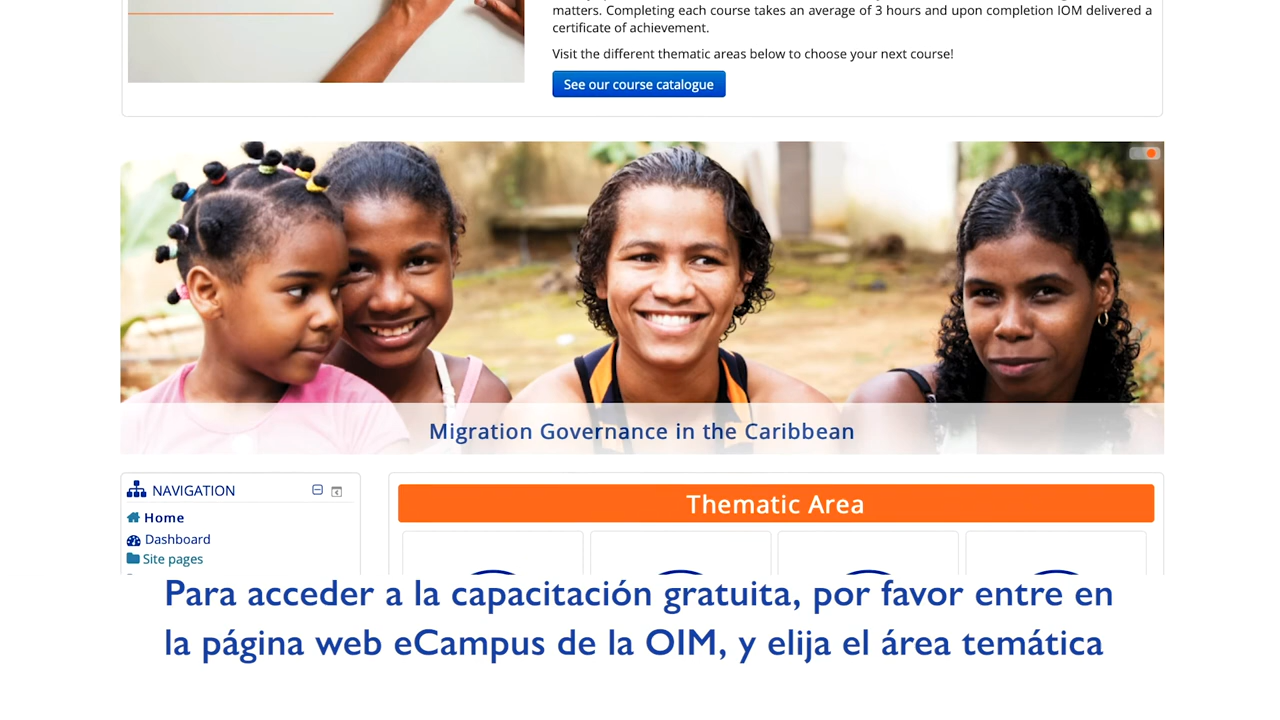 matters. Completing each course takes an average of 3 hours and upon completion IOM delivered a
certificate of achievement.
Visit the different thematic areas below to choose your next course!
See our course catalogue
Migration Governance in the Caribbean
NAVIGATION
Home
Dashboard
Site pages
Thematic Area
Para acceder a la capacitación gratuita, por favor entre en
la página web eCampus de la OIM, y elija el área temática